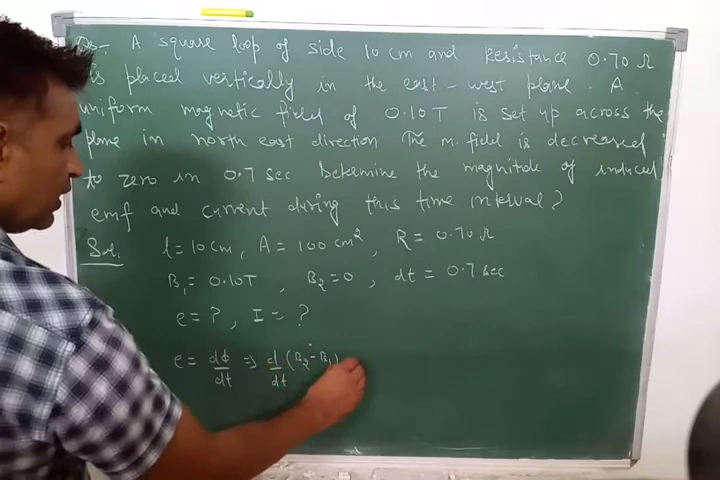 Qs- A square loop of side 10 cm and Resistance 0.70 Ω
is placed vertically in the east-west plane. A
uniform magnetic field of 0.10T is set up across the
plane in north east direction The m. field is decreased
to zero in 0.7 sec Determine the magnitude of induced
emf and current during this time interval?
Sol. l = 10 cm, A = 100 cm², R = 0.70 Ω
B₁ = 0.10T, B₂ = 0, dt = 0.7 sec
e = ?, I = ?
e = dΦ/dt ⇒ d/dt (B₂ - B₁)